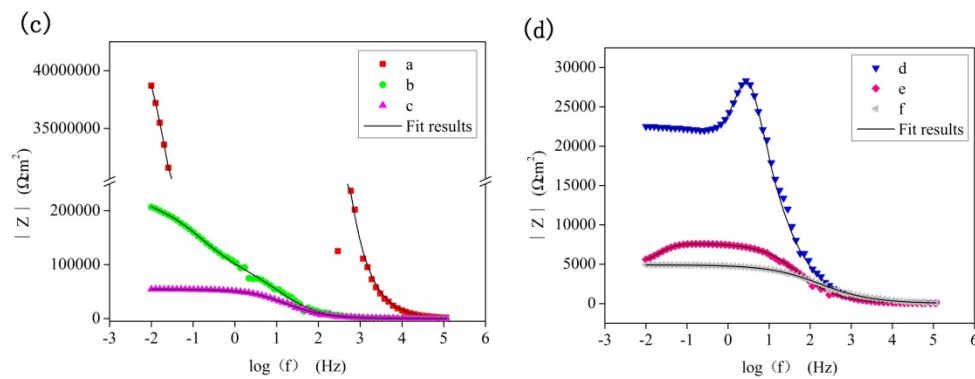 (c)
a
b
c
Fit results
40000000
35000000
200000
100000
0
| Z | (Ω·m²)
-3 -2 -1 0 1 2 3 4 5 6
log (f) (Hz)
(d)
d
e
f
Fit results
30000
25000
20000
15000
10000
5000
0
| Z | (Ω·m²)
-3 -2 -1 0 1 2 3 4 5 6
log (f) (Hz)